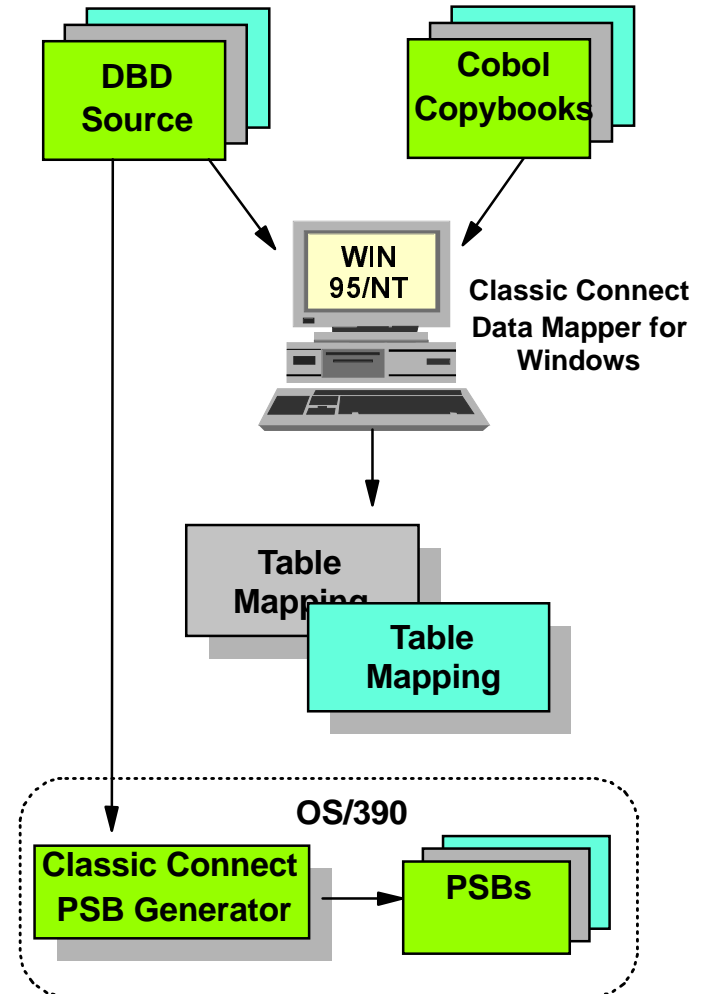 DBD
Source
Cobol
Copybooks
WIN
95/NT
Classic Connect
Data Mapper for
Windows
Table
Mapping
Table
Mapping
OS/390
Classic Connect
PSB Generator
PSBs